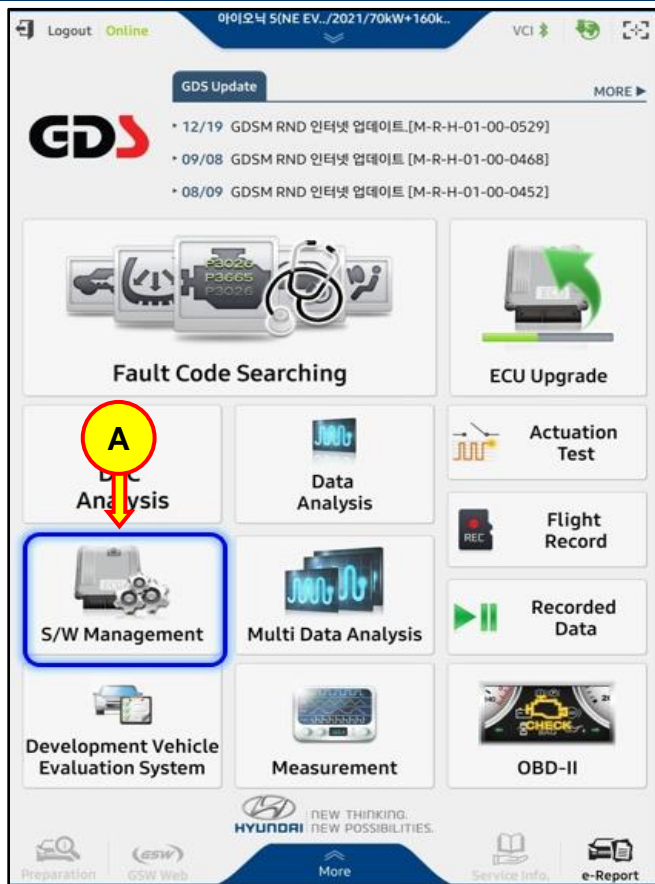 Logout Online
아이오닉 5(NE EV../2021/70kW+160k..
VCI
GDS Update
MORE ▶
GDS
12/19 GDSM RND 인터넷 업데이트.[M-R-H-01-00-0529]
09/08 GDSM RND 인터넷 업데이트 [M-R-H-01-00-0468]
08/09 GDSM RND 인터넷 업데이트 [M-R-H-01-00-0452]
P3020
P3665
P3026
Fault Code Searching
ECU
ECU Upgrade
A
Analysis
Data
Analysis
Actuation
Test
REC
Flight
Record
ECU
S/W Management
Multi Data Analysis
Recorded
Data
Development Vehicle
Evaluation System
Measurement
CHECK
OBD-II
HYUNDAI
NEW THINKING.
NEW POSSIBILITIES.
Preparation
GSW
GSW Web
More
Service Info.
e-Report